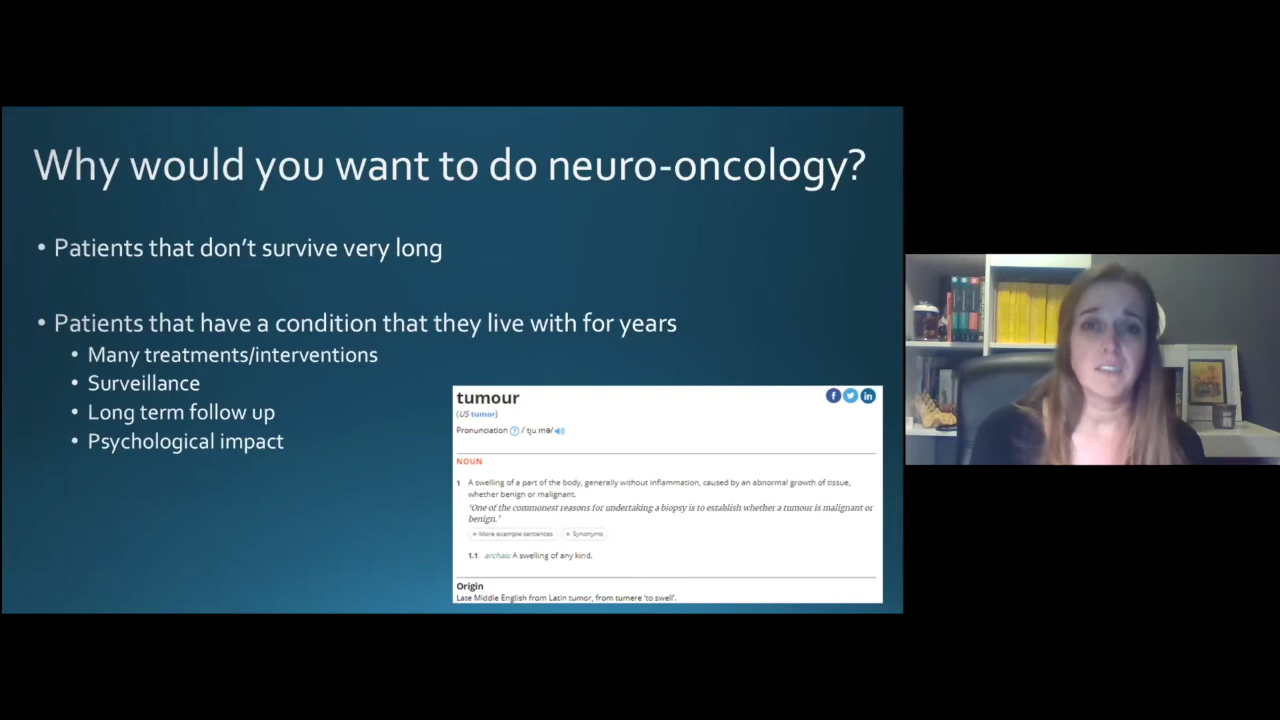 Why would you want to do neuro-oncology?
• Patients that don't survive very long
• Patients that have a condition that they live with for years
• Many treatments/interventions
• Surveillance
• Long term follow up
• Psychological impact
tumour
(US tumor)
Pronunciation ? /ˈtjuːmə/
NOUN
1 A swelling of a part of the body, generally without inflammation, caused by an abnormal growth of tissue,
whether benign or malignant.
'One of the commonest reasons for undertaking a biopsy is to establish whether a tumour is malignant or
benign.'
+ More example sentences + Synonyms
1.1 archaic A swelling of any kind.
Origin
Late Middle English from Latin tumor, from tumere 'to swell'.